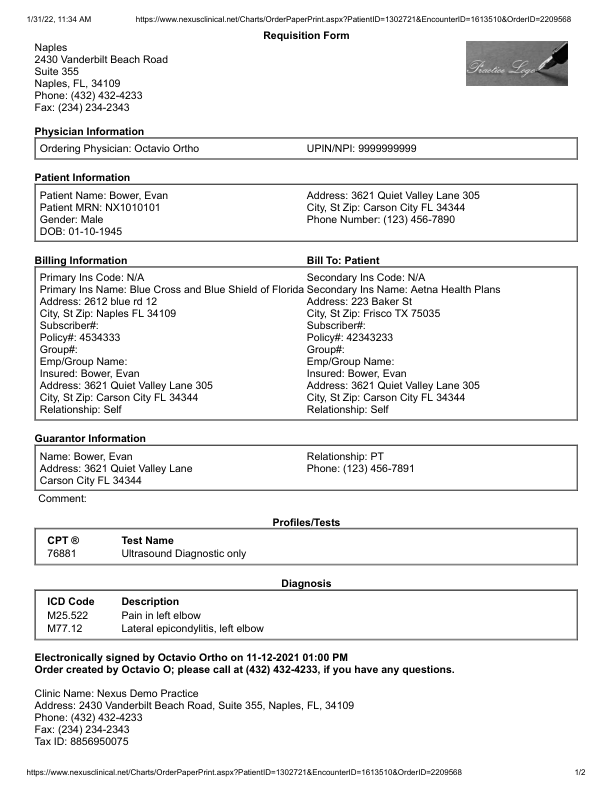 1/31/22, 11:34 AM https://www.nexusclinical.net/Charts/OrderPaperPrint.aspx?PatientID=1302721&EncounterID=1613510&OrderID=2209568
Requisition Form
Naples
2430 Vanderbilt Beach Road
Suite 355
Naples, FL, 34109
Phone: (432) 432-4233
Fax: (234) 234-2343
Practice Logo
Physician Information
Ordering Physician: Octavio Ortho UPIN/NPI: 9999999999
Patient Information
Patient Name: Bower, Evan Address: 3621 Quiet Valley Lane 305
Patient MRN: NX1010101 City, St Zip: Carson City FL 34344
Gender: Male Phone Number: (123) 456-7890
DOB: 01-10-1945
Billing Information Bill To: Patient
Primary Ins Code: N/A Secondary Ins Code: N/A
Primary Ins Name: Blue Cross and Blue Shield of Florida Secondary Ins Name: Aetna Health Plans
Address: 2612 blue rd 12 Address: 223 Baker St
City, St Zip: Naples FL 34109 City, St Zip: Frisco TX 75035
Subscriber#: Subscriber#:
Policy#: 4534333 Policy#: 42343233
Group#: Group#:
Emp/Group Name: Emp/Group Name:
Insured: Bower, Evan Insured: Bower, Evan
Address: 3621 Quiet Valley Lane 305 Address: 3621 Quiet Valley Lane 305
City, St Zip: Carson City FL 34344 City, St Zip: Carson City FL 34344
Relationship: Self Relationship: Self
Guarantor Information
Name: Bower, Evan Relationship: PT
Address: 3621 Quiet Valley Lane Phone: (123) 456-7891
Carson City FL 34344
Comment:
Profiles/Tests
CPT ® Test Name
76881 Ultrasound Diagnostic only
Diagnosis
ICD Code Description
M25.522 Pain in left elbow
M77.12 Lateral epicondylitis, left elbow
Electronically signed by Octavio Ortho on 11-12-2021 01:00 PM
Order created by Octavio O; please call at (432) 432-4233, if you have any questions.
Clinic Name: Nexus Demo Practice
Address: 2430 Vanderbilt Beach Road, Suite 355, Naples, FL, 34109
Phone: (432) 432-4233
Fax: (234) 234-2343
Tax ID: 8856950075
https://www.nexusclinical.net/Charts/OrderPaperPrint.aspx?PatientID=1302721&EncounterID=1613510&OrderID=2209568 1/2